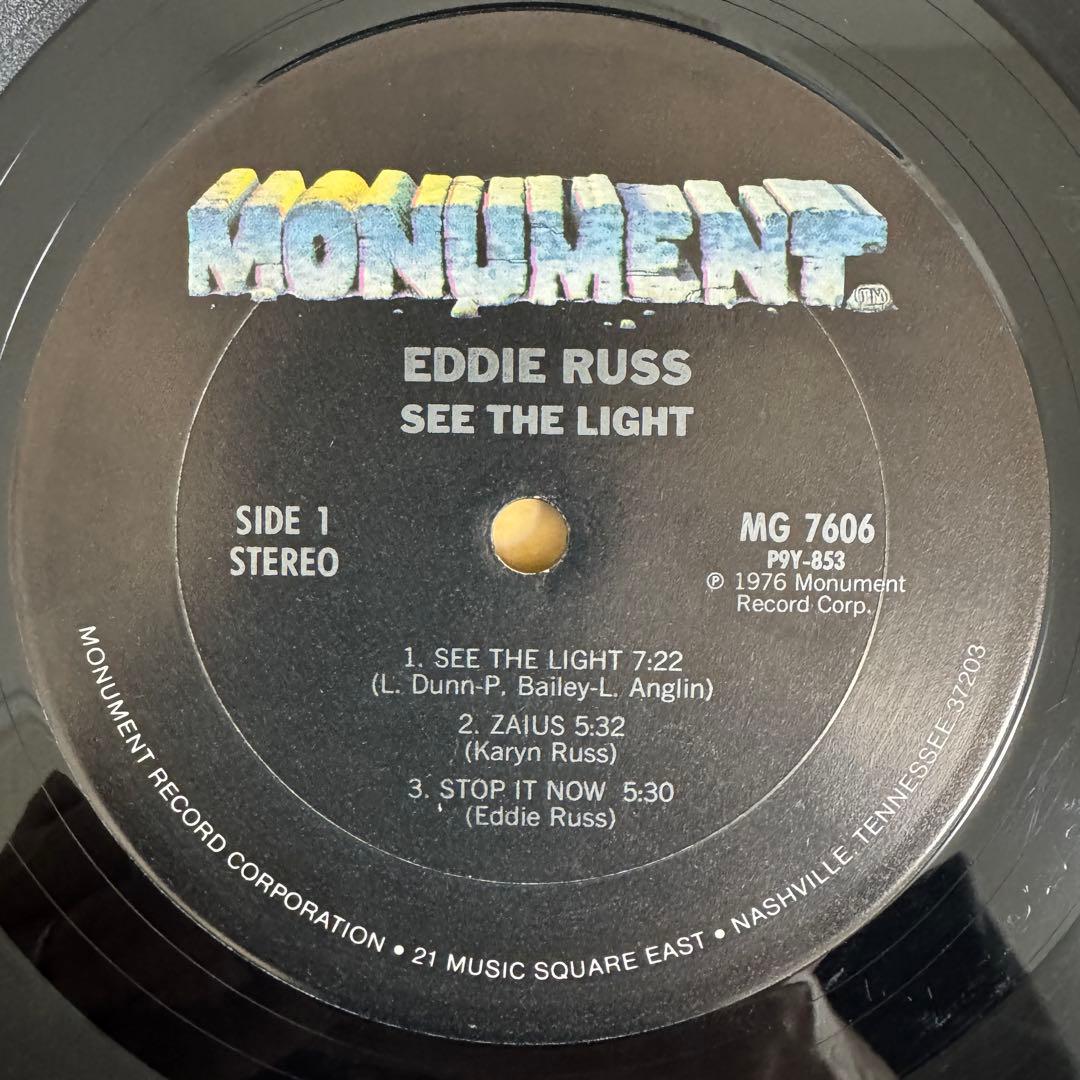 MONUMENT TM
EDDIE RUSS
SEE THE LIGHT
SIDE 1
STEREO
MG 7606
P9Y-853
℗ 1976 Monument
Record Corp.
1. SEE THE LIGHT 7:22
(L. Dunn-P. Bailey-L. Anglin)
2. ZAIUS 5:32
(Karyn Russ)
3. STOP IT NOW 5:30
(Eddie Russ)
MONUMENT RECORD CORPORATION • 21 MUSIC SQUARE EAST • NASHVILLE, TENNESSEE 37203